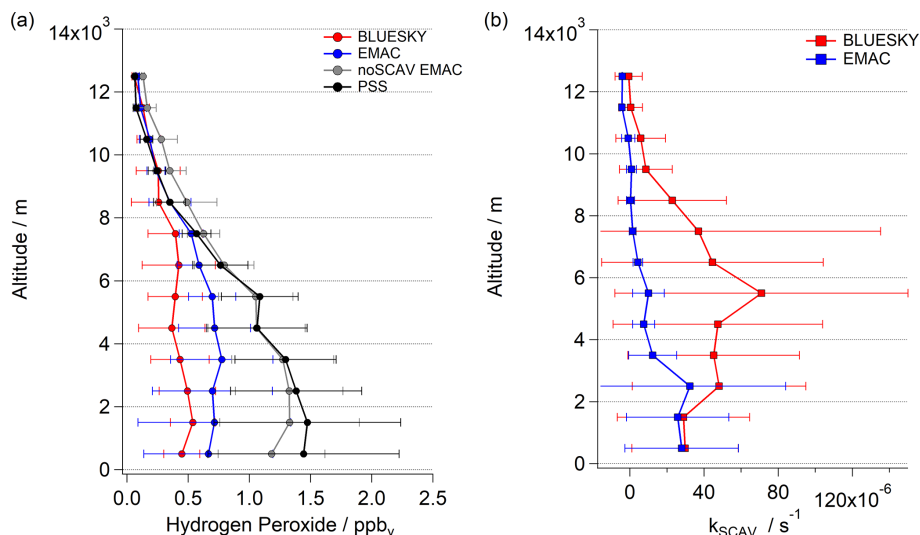 (a)
14x10³
BLUESKY
EMAC
noSCAV EMAC
PSS
12
10
8
6
4
2
0
Altitude / m
0.0 0.5 1.0 1.5 2.0 2.5
Hydrogen Peroxide / ppbᵥ
(b)
14x10³
BLUESKY
EMAC
12
10
8
6
4
2
0
Altitude / m
0 40 80 120x10⁻⁶
k_SCAV / s⁻¹